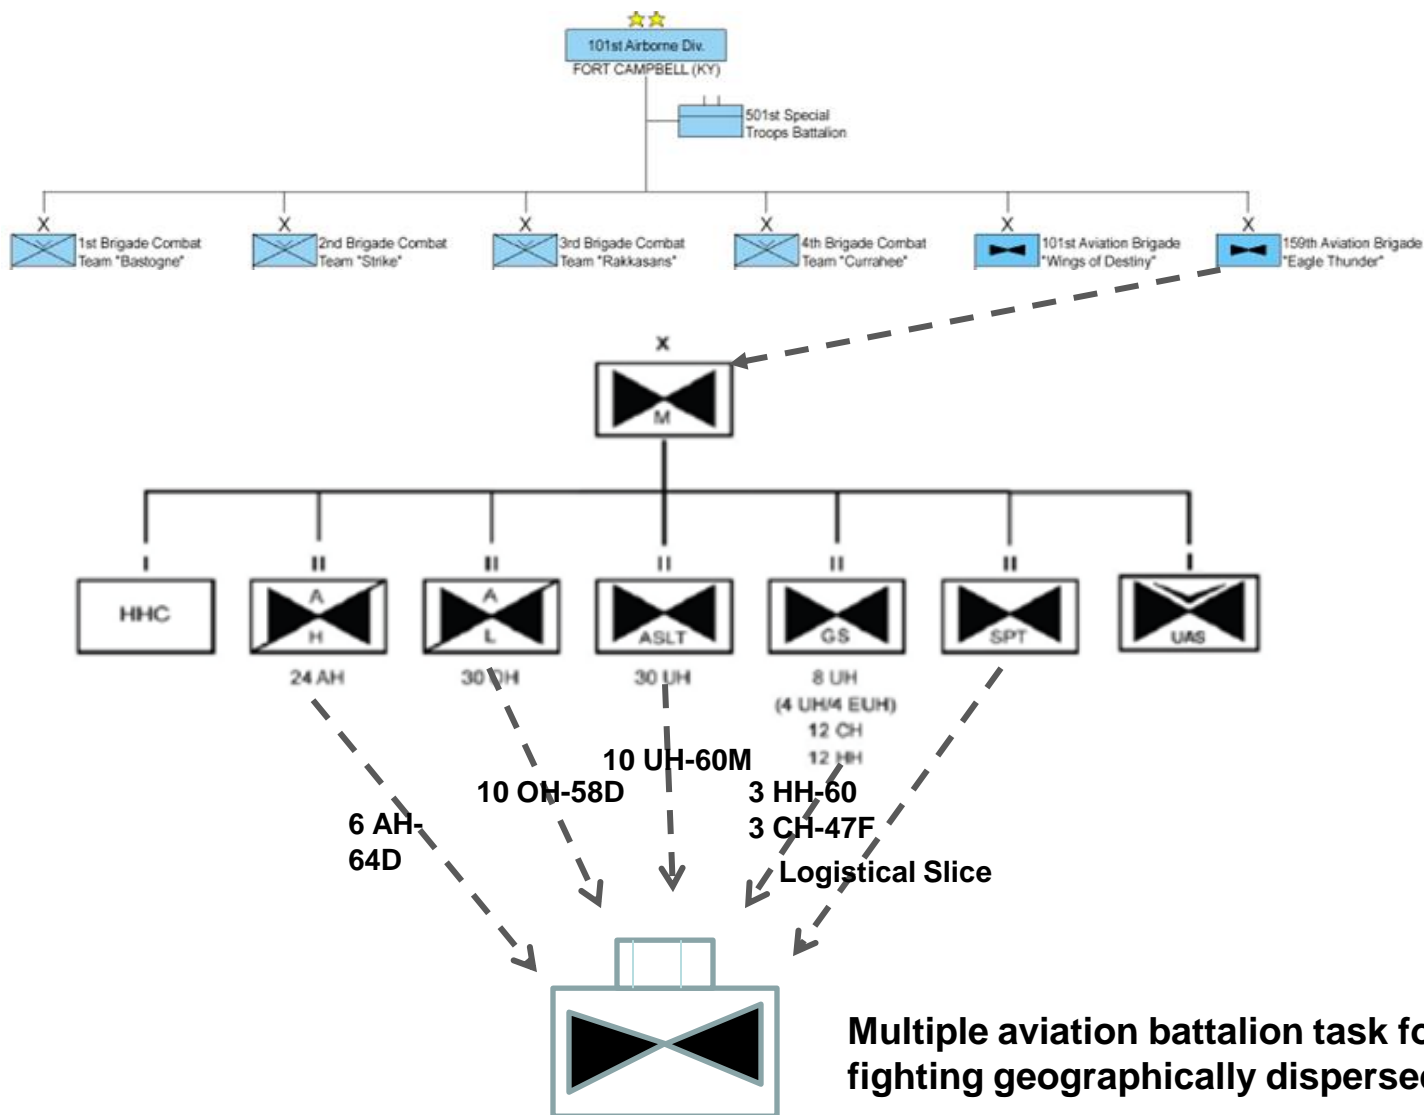 101st Airborne Div.
FORT CAMPBELL (KY)
501st Special
Troops Battalion
X
X
X
X
X
X
1st Brigade Combat
Team "Bastogne"
2nd Brigade Combat
Team "Strike"
3rd Brigade Combat
Team "Rakkasans"
4th Brigade Combat
Team "Currahee"
101st Aviation Brigade
"Wings of Destiny"
159th Aviation Brigade
"Eagle Thunder"
X
M
I
II
II
II
II
II
I
HHC
A
H
A
L
ASLT
GS
SPT
UAS
24 AH
30 OH
30 UH
8 UH
(4 UH/4 EUH)
12 CH
12 HH
6 AH-
64D
10 OH-58D
10 UH-60M
3 HH-60
3 CH-47F
Logistical Slice
Multiple aviation battalion task fo
fighting geographically disperse